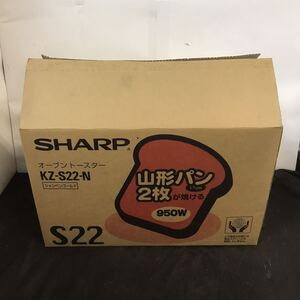 SHARP
オーブントースター
KZ-S22-N
シャンペンゴールド
山形パン
2枚が焼ける
950W
S22